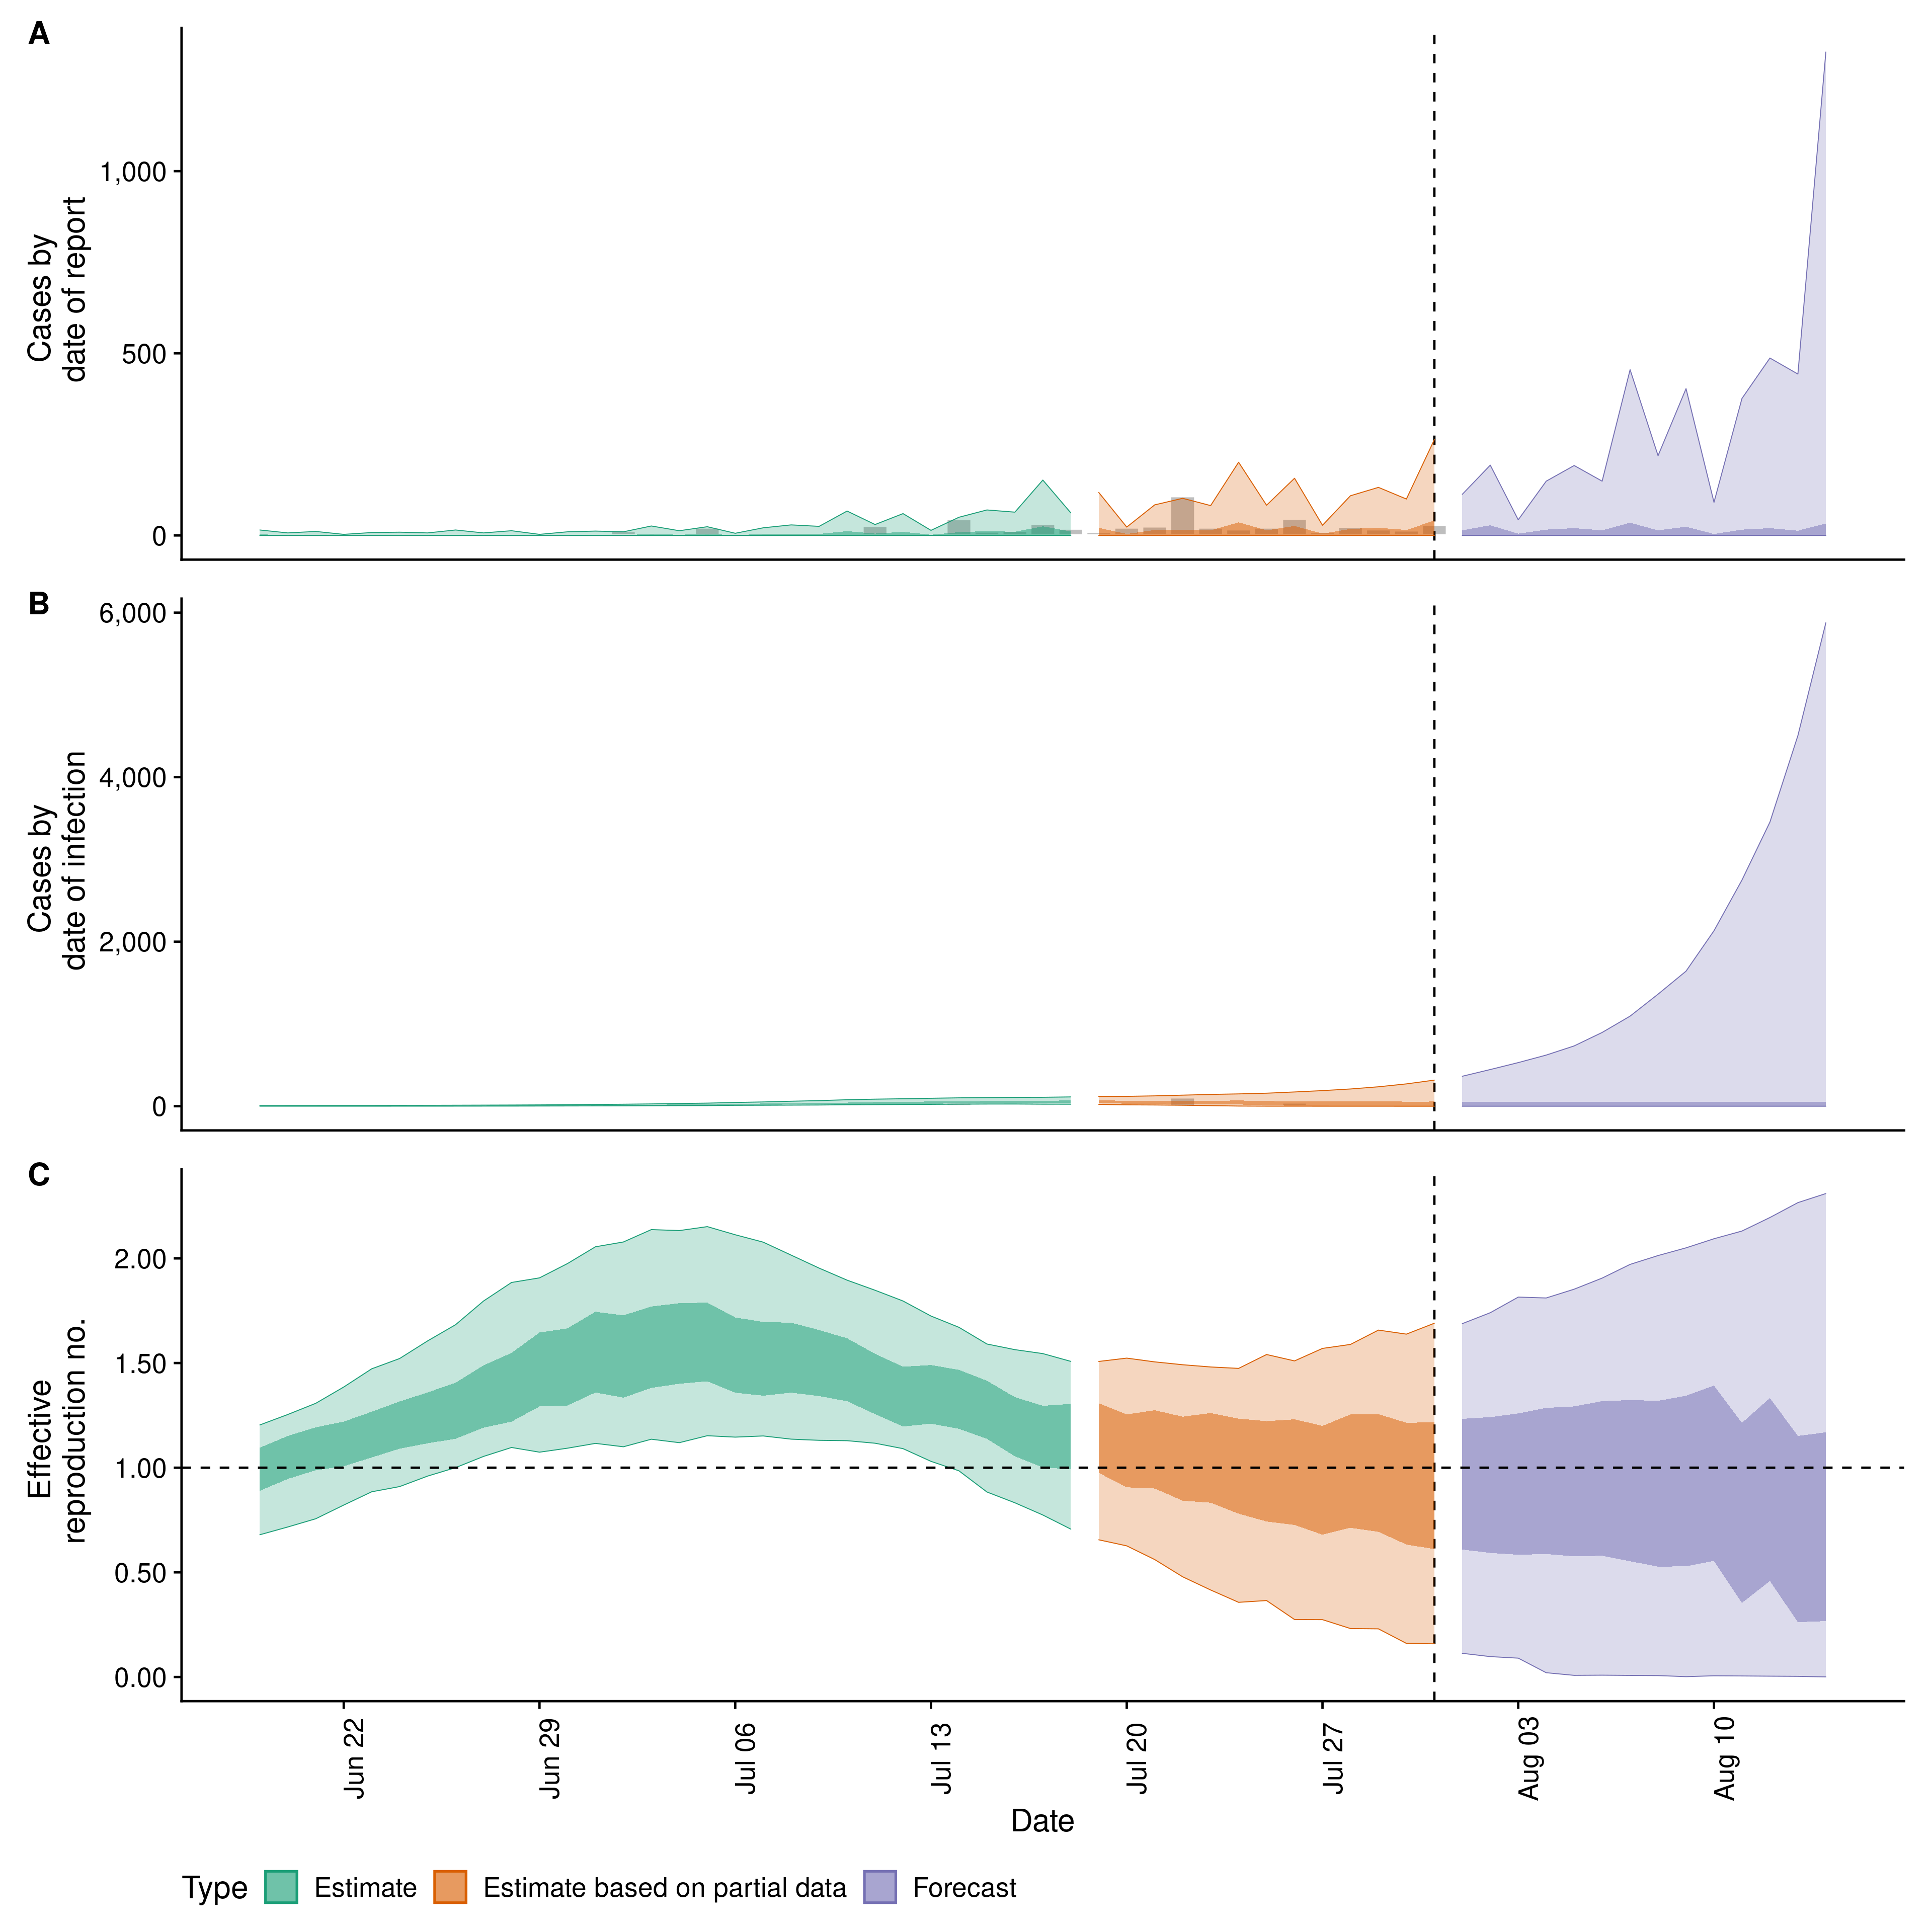 A
Cases by
date of report
1,000
500
0
B
Cases by
date of infection
6,000
4,000
2,000
0
C
Effective
reproduction no.
2.00
1.50
1.00
0.50
0.00
Jun 22
Jun 29
Jul 06
Jul 13
Jul 20
Jul 27
Aug 03
Aug 10
Date
Type Estimate Estimate based on partial data Forecast